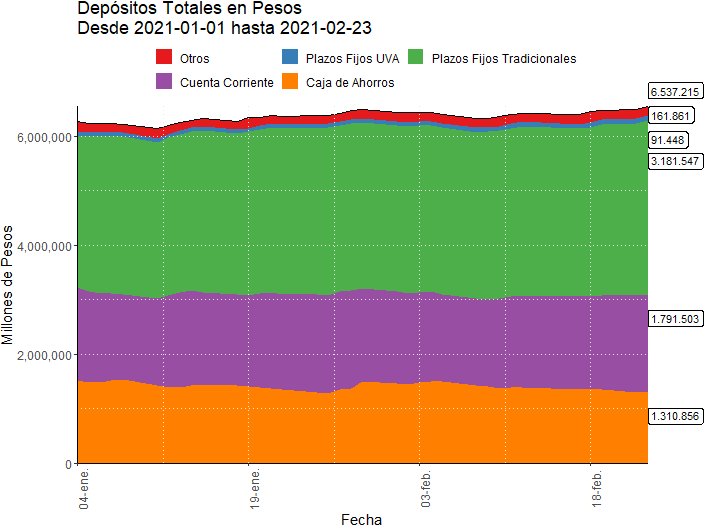 Depósitos Totales en Pesos
Desde 2021-01-01 hasta 2021-02-23
Otros
Plazos Fijos UVA
Plazos Fijos Tradicionales
Cuenta Corriente
Caja de Ahorros
6.537.215
161.861
91.448
3.181.547
1.791.503
1.310.856
6,000,000
4,000,000
2,000,000
0
Millones de Pesos
04-ene.
19-ene.
03-feb.
18-feb.
Fecha